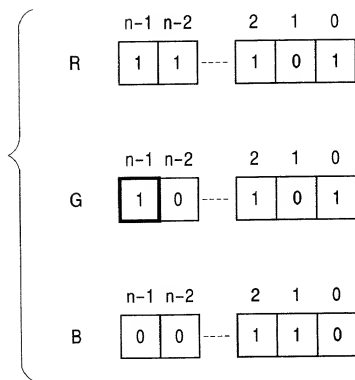 n-1 n-2 2 1 0
R 1 1 ---- 1 0 1
n-1 n-2 2 1 0
G 1 0 ---- 1 0 1
n-1 n-2 2 1 0
B 0 0 ---- 1 1 0